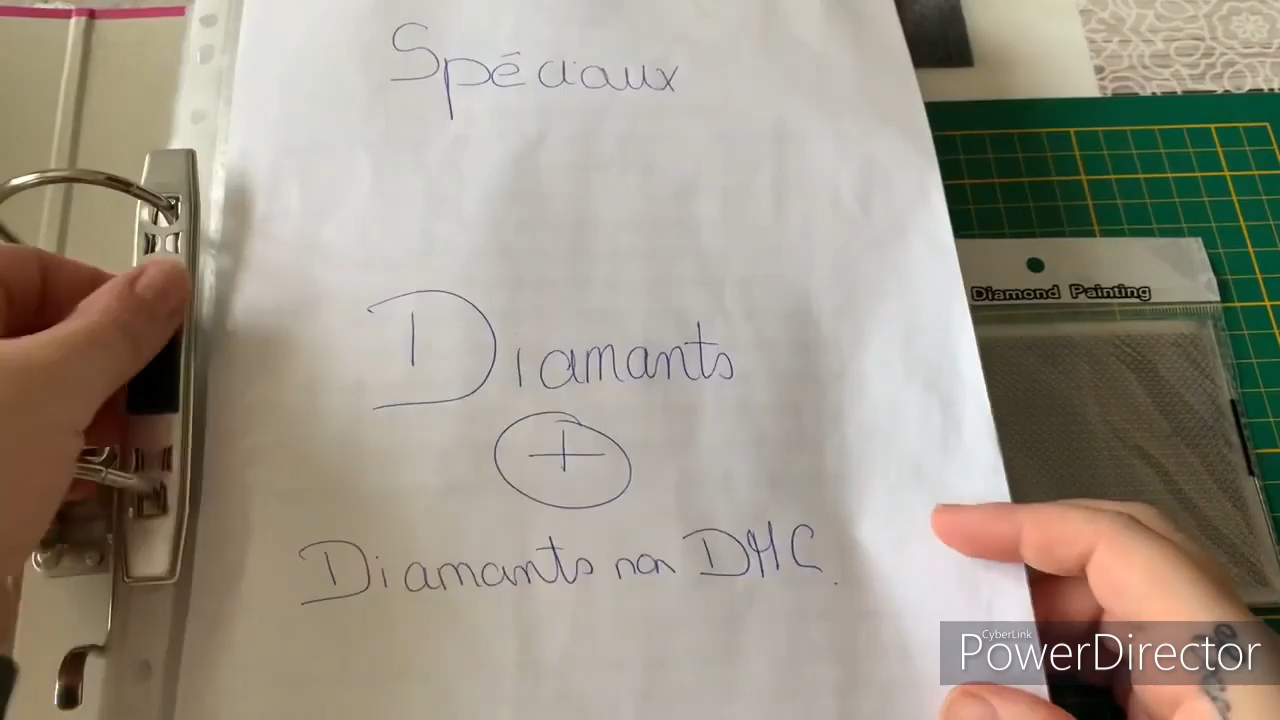 Spéciaux
Diamants
+
Diamants non DMC.
Diamond Painting
CyberLink
PowerDirector